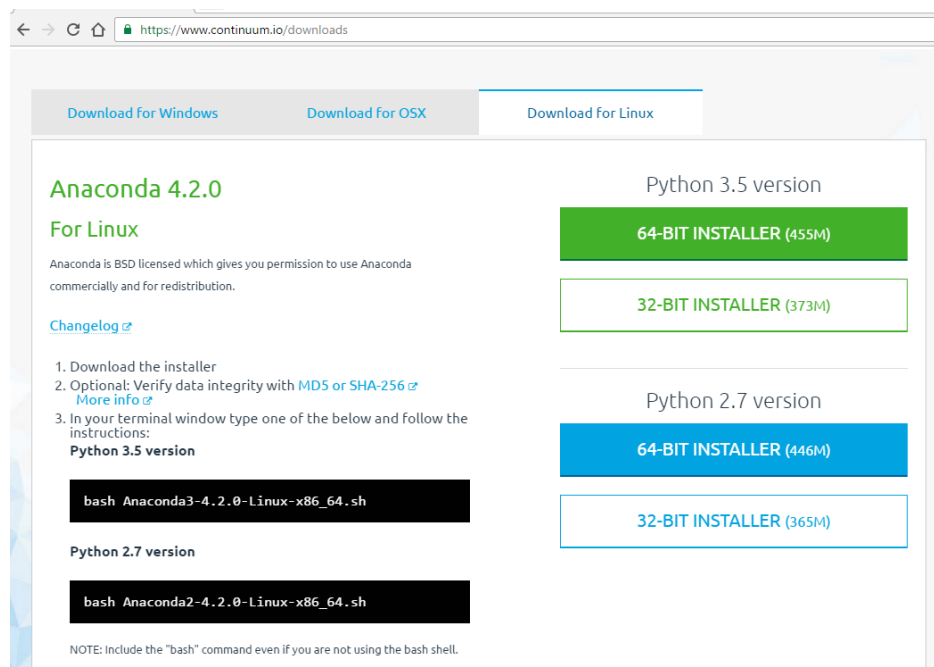 https://www.continuum.io/downloads
Download for Windows
Download for OSX
Download for Linux
Anaconda 4.2.0
For Linux
Anaconda is BSD licensed which gives you permission to use Anaconda
commercially and for redistribution.
Changelog
1. Download the installer
2. Optional: Verify data integrity with MD5 or SHA-256
More info
3. In your terminal window type one of the below and follow the
instructions:
Python 3.5 version
bash Anaconda3-4.2.0-Linux-x86_64.sh
Python 2.7 version
bash Anaconda2-4.2.0-Linux-x86_64.sh
NOTE: Include the "bash" command even if you are not using the bash shell.
Python 3.5 version
64-BIT INSTALLER (455M)
32-BIT INSTALLER (373M)
Python 2.7 version
64-BIT INSTALLER (446M)
32-BIT INSTALLER (365M)